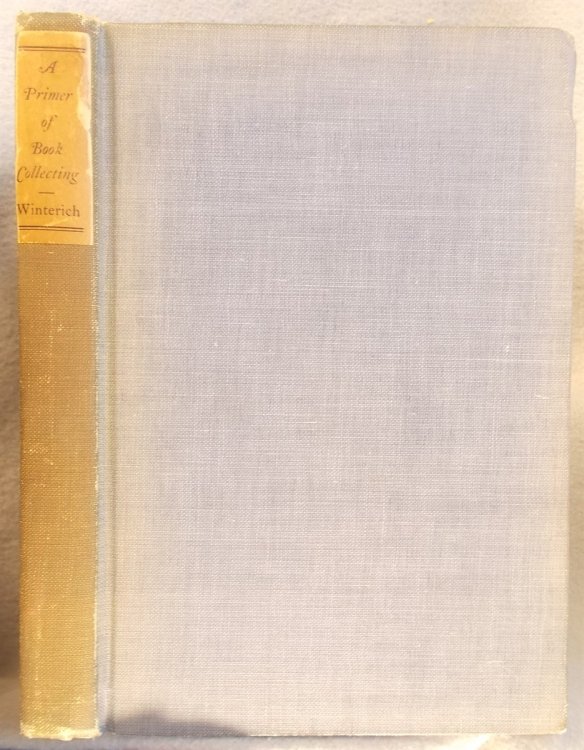 A
Primer
of
Book
Collecting
Winterich